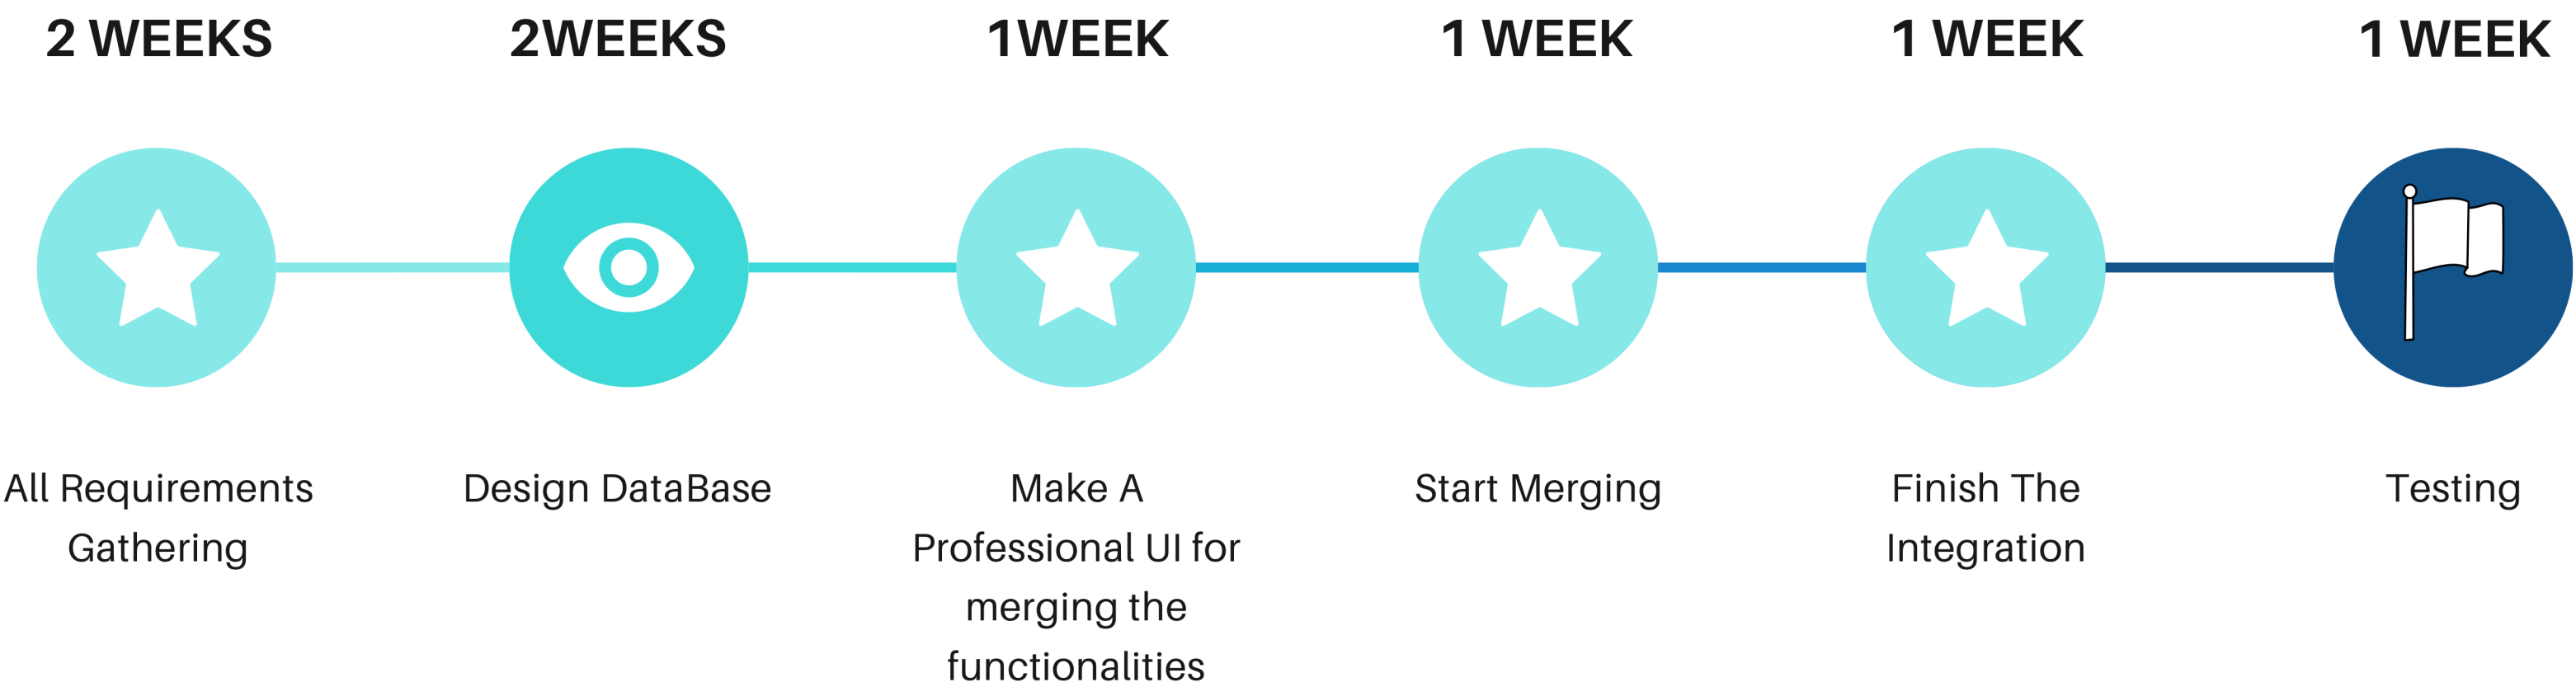 2 WEEKS
2WEEKS
1WEEK
1 WEEK
1 WEEK
1 WEEK
All Requirements
Gathering
Design DataBase
Make A
Professional UI for
merging the
functionalities
Start Merging
Finish The
Integration
Testing